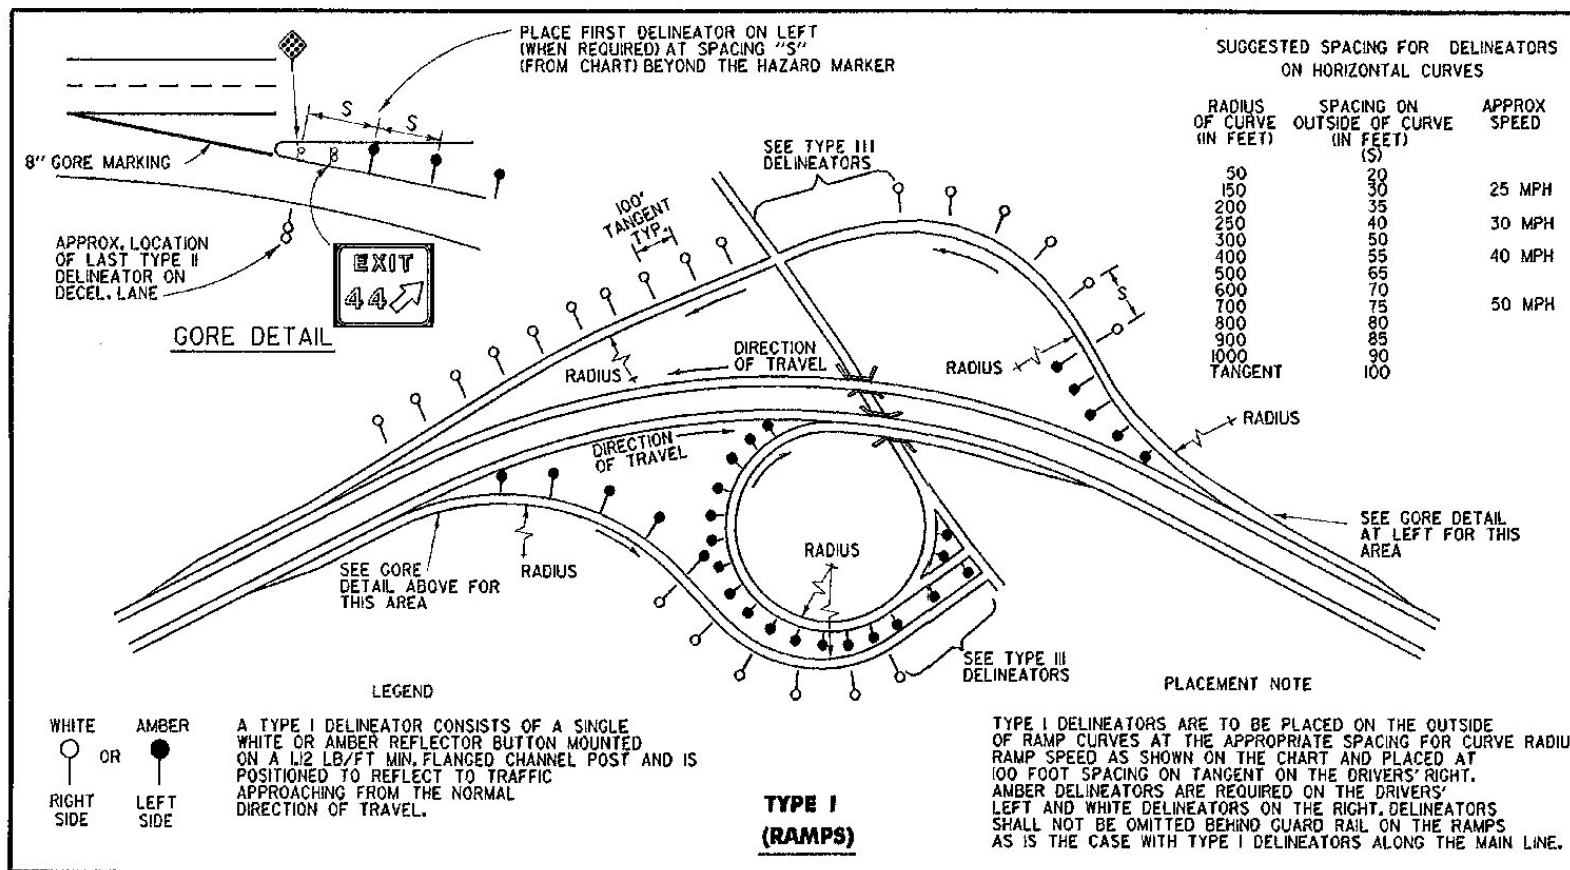 PLACE FIRST DELINEATOR ON LEFT
(WHEN REQUIRED) AT SPACING "S"
(FROM CHART) BEYOND THE HAZARD MARKER
S
S
8" GORE MARKING
APPROX. LOCATION
OF LAST TYPE II
DELINEATOR ON
DECEL. LANE
EXIT
44
GORE DETAIL
100'
TANGENT
TYP.
SEE TYPE III
DELINEATORS
SUGGESTED SPACING FOR DELINEATORS
ON HORIZONTAL CURVES
RADIUS SPACING ON APPROX
OF CURVE OUTSIDE OF CURVE SPEED
(IN FEET) (IN FEET)
(S)
50 20
150 30 25 MPH
200 35
250 40 30 MPH
300 50
400 55 40 MPH
500 65
600 70
700 75 50 MPH
800 80
900 85
1000 90
TANGENT 100
S
RADIUS
DIRECTION
OF TRAVEL
RADIUS
RADIUS
DIRECTION
OF TRAVEL
SEE GORE
DETAIL ABOVE FOR
THIS AREA
RADIUS
RADIUS
SEE GORE DETAIL
AT LEFT FOR THIS
AREA
SEE TYPE III
DELINEATORS
LEGEND
WHITE AMBER
OR
RIGHT LEFT
SIDE SIDE
A TYPE I DELINEATOR CONSISTS OF A SINGLE
WHITE OR AMBER REFLECTOR BUTTON MOUNTED
ON A 1.12 LB/FT MIN. FLANGED CHANNEL POST AND IS
POSITIONED TO REFLECT TO TRAFFIC
APPROACHING FROM THE NORMAL
DIRECTION OF TRAVEL.
TYPE I
(RAMPS)
PLACEMENT NOTE
TYPE I DELINEATORS ARE TO BE PLACED ON THE OUTSIDE
OF RAMP CURVES AT THE APPROPRIATE SPACING FOR CURVE RADIU
RAMP SPEED AS SHOWN ON THE CHART AND PLACED AT
100 FOOT SPACING ON TANGENT ON THE DRIVERS' RIGHT.
AMBER DELINEATORS ARE REQUIRED ON THE DRIVERS'
LEFT AND WHITE DELINEATORS ON THE RIGHT. DELINEATORS
SHALL NOT BE OMITTED BEHIND GUARD RAIL ON THE RAMPS
AS IS THE CASE WITH TYPE I DELINEATORS ALONG THE MAIN LINE.